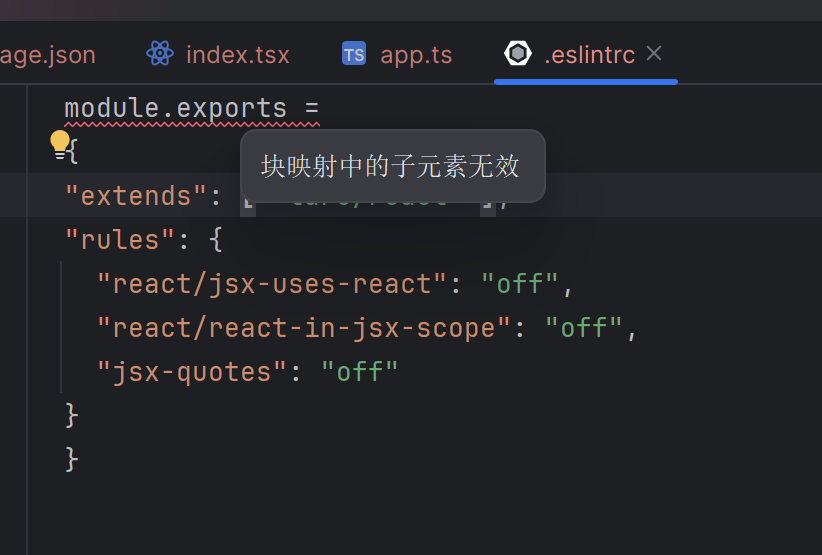 age.json index.tsx TS app.ts .eslintrc
module.exports =
{
块映射中的子元素无效
"extends":
"rules": {
"react/jsx-uses-react": "off",
"react/react-in-jsx-scope": "off",
"jsx-quotes": "off"
}
}